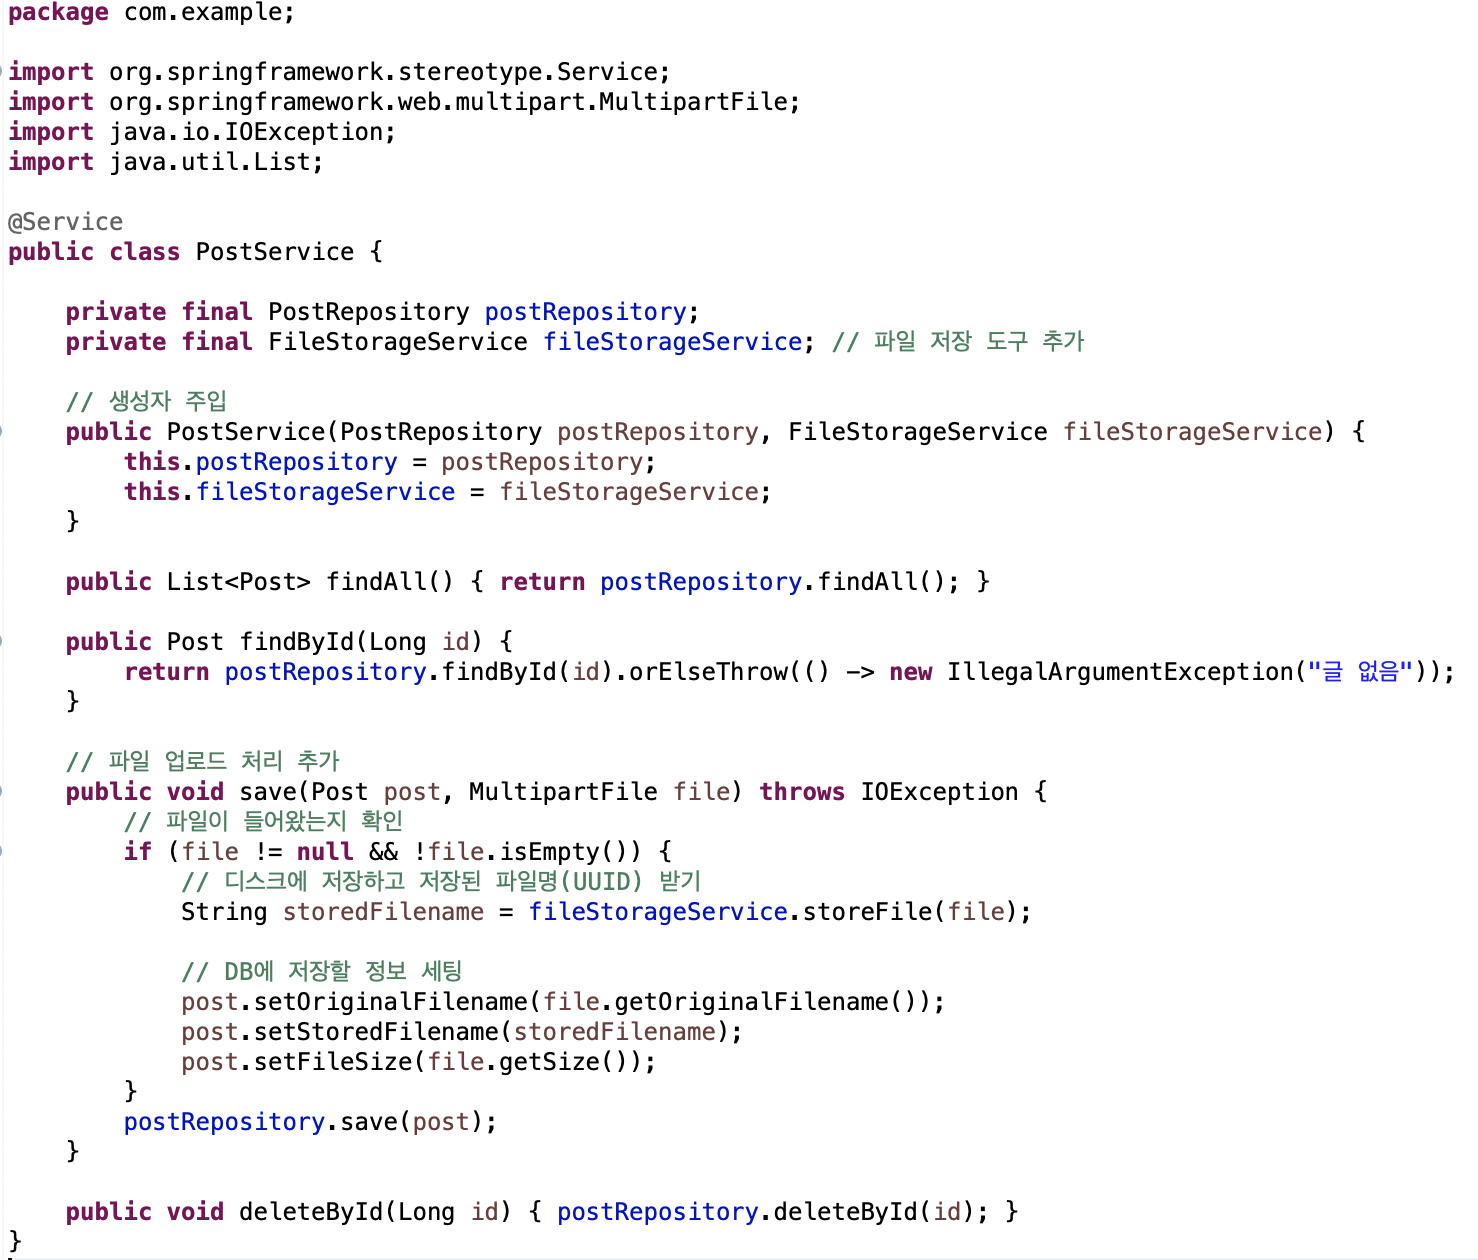 package com.example;
import org.springframework.stereotype.Service;
import org.springframework.web.multipart.MultipartFile;
import java.io.IOException;
import java.util.List;
@Service
public class PostService {
    private final PostRepository postRepository;
    private final FileStorageService fileStorageService; // 파일 저장 도구 추가
    // 생성자 주입
    public PostService(PostRepository postRepository, FileStorageService fileStorageService) {
        this.postRepository = postRepository;
        this.fileStorageService = fileStorageService;
    }
    public List<Post> findAll() { return postRepository.findAll(); }
    public Post findById(Long id) {
        return postRepository.findById(id).orElseThrow(() -> new IllegalArgumentException("글 없음"));
    }
    // 파일 업로드 처리 추가
    public void save(Post post, MultipartFile file) throws IOException {
        // 파일이 들어왔는지 확인
        if (file != null && !file.isEmpty()) {
            // 디스크에 저장하고 저장된 파일명(UUID) 받기
            String storedFilename = fileStorageService.storeFile(file);
            // DB에 저장할 정보 세팅
            post.setOriginalFilename(file.getOriginalFilename());
            post.setStoredFilename(storedFilename);
            post.setFileSize(file.getSize());
        }
        postRepository.save(post);
    }
    public void deleteById(Long id) { postRepository.deleteById(id); }
}